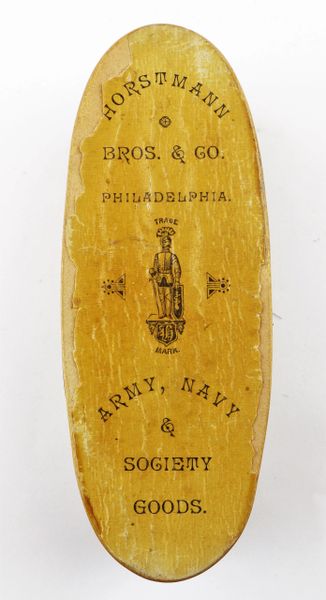 HORSTMANN
BROS. & CO.
PHILADELPHIA.
TRADE
MARK.
ARMY, NAVY
&
SOCIETY
GOODS.